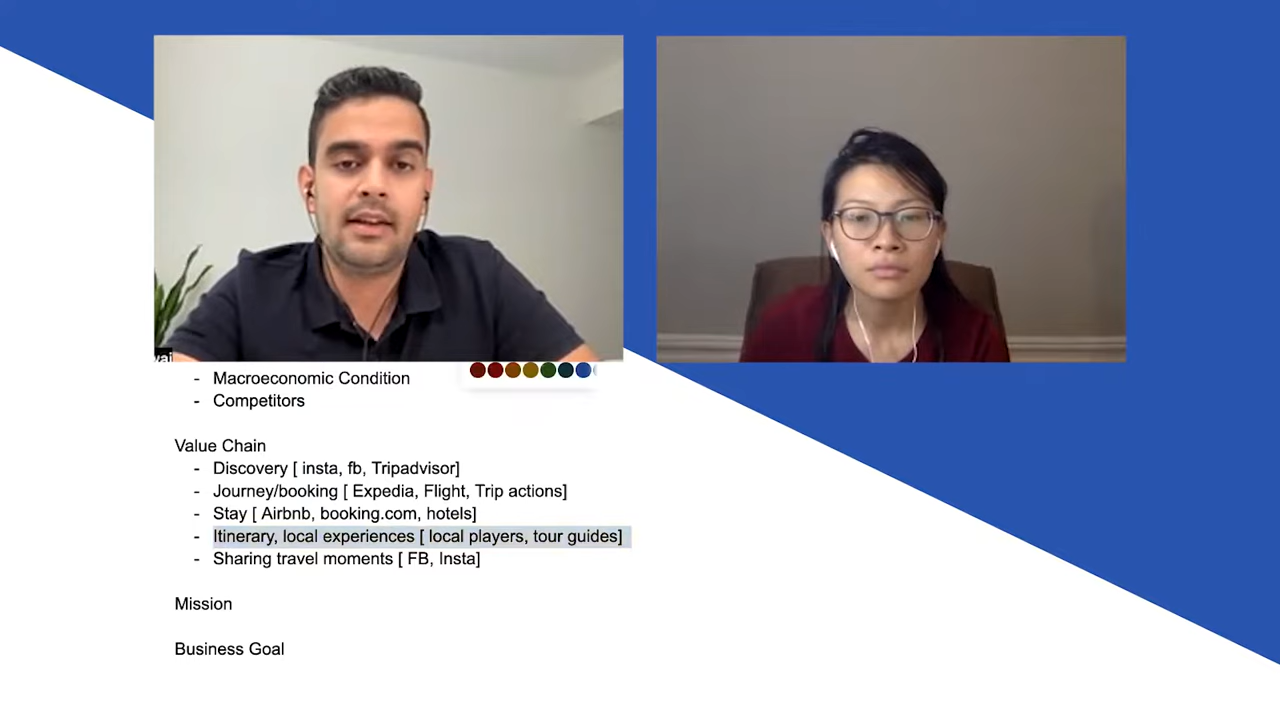 - Macroeconomic Condition
- Competitors
Value Chain
- Discovery [ insta, fb, Tripadvisor]
- Journey/booking [ Expedia, Flight, Trip actions]
- Stay [ Airbnb, booking.com, hotels]
- Itinerary, local experiences [ local players, tour guides]
- Sharing travel moments [ FB, Insta]
Mission
Business Goal